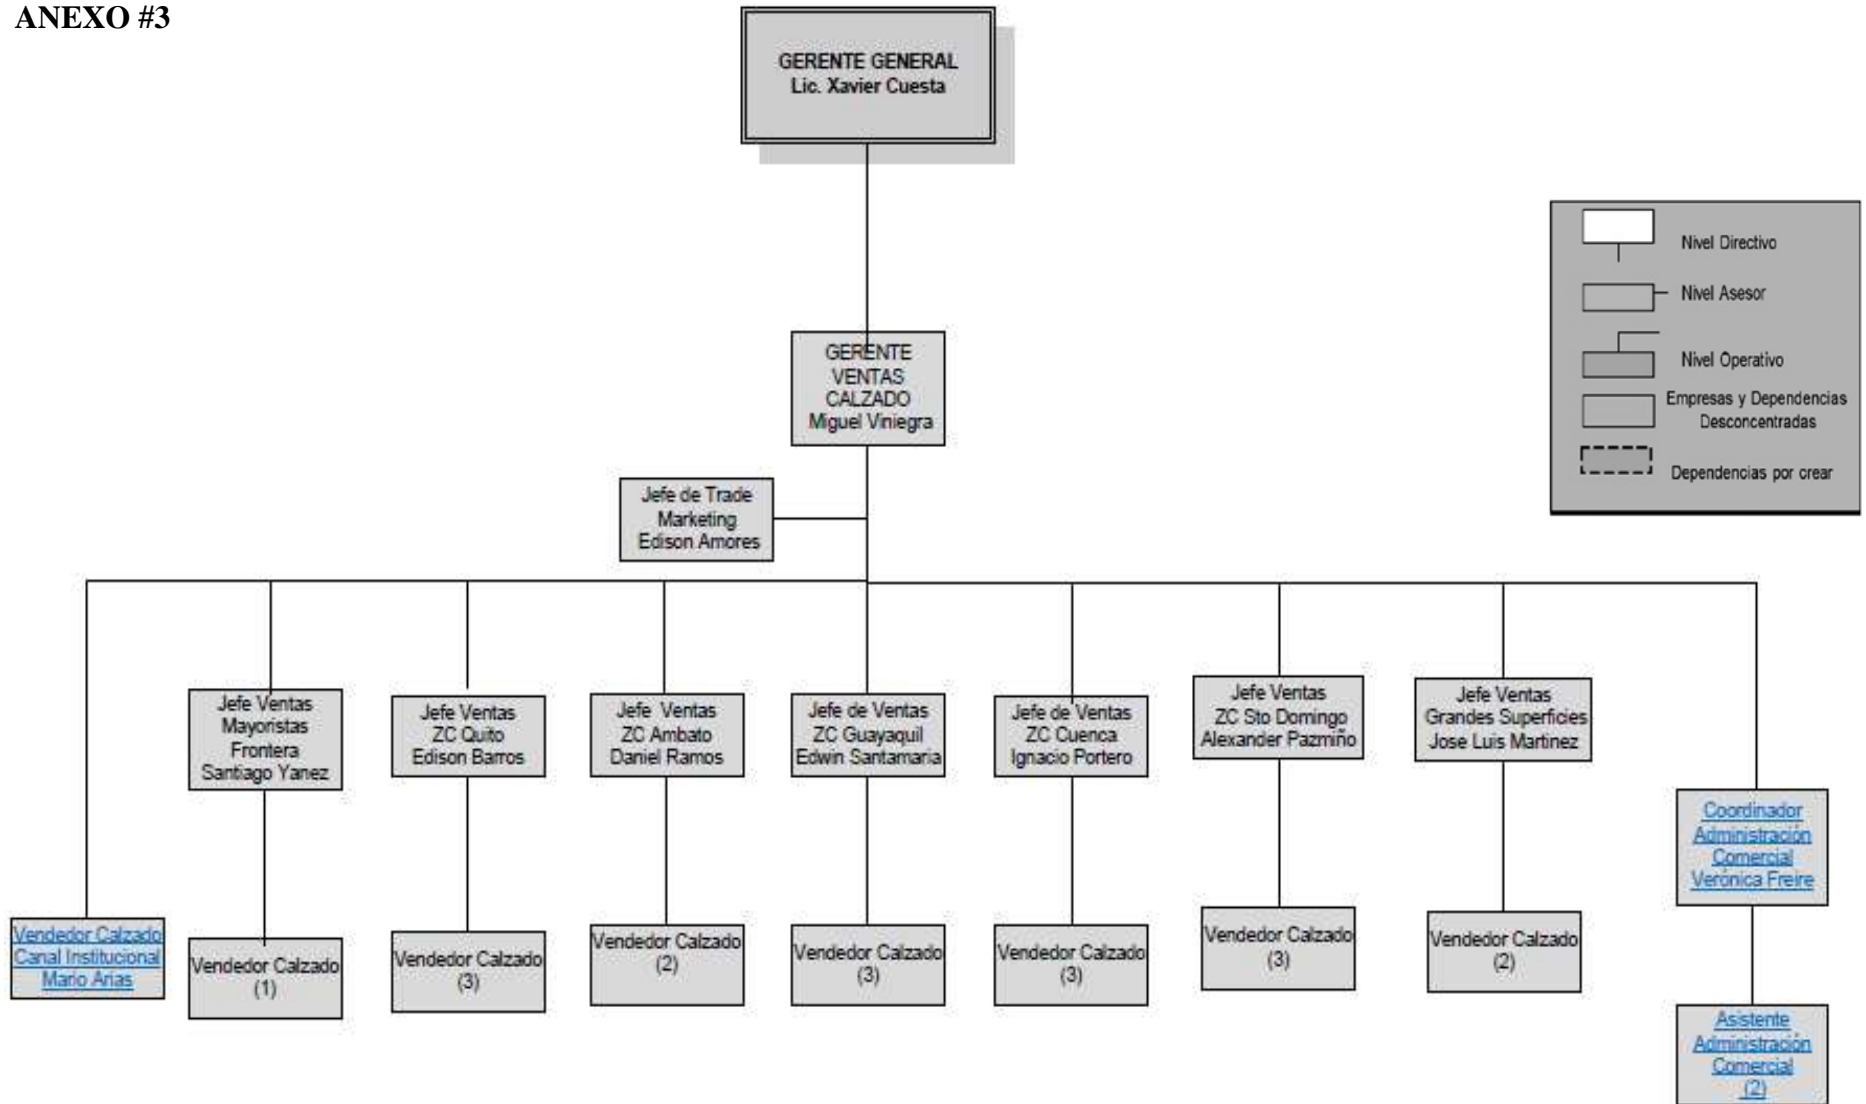 ANEXO #3
GERENTE GENERAL
Lic. Xavier Cuesta
Nivel Directivo
Nivel Asesor
Nivel Operativo
Empresas y Dependencias
Desconcentradas
Dependencias por crear
GERENTE
VENTAS
CALZADO
Miguel Viniegra
Jefe de Trade
Marketing
Edison Amores
Jefe Ventas
Mayoristas
Frontera
Santiago Yanez
Jefe Ventas
ZC Quito
Edison Barros
Jefe Ventas
ZC Ambato
Daniel Ramos
Jefe de Ventas
ZC Guayaquil
Edwin Santamaria
Jefe de Ventas
ZC Cuenca
Ignacio Portero
Jefe Ventas
ZC Sto Domingo
Alexander Pazmiño
Jefe Ventas
Grandes Superficies
Jose Luis Martinez
Coordinador
Administración
Comercial
Verónica Freire
Vendedor Calzado
Canal Institucional
Mario Arias
Vendedor Calzado
(1)
Vendedor Calzado
(3)
Vendedor Calzado
(2)
Vendedor Calzado
(3)
Vendedor Calzado
(3)
Vendedor Calzado
(3)
Vendedor Calzado
(2)
Asistente
Administración
Comercial
(2)